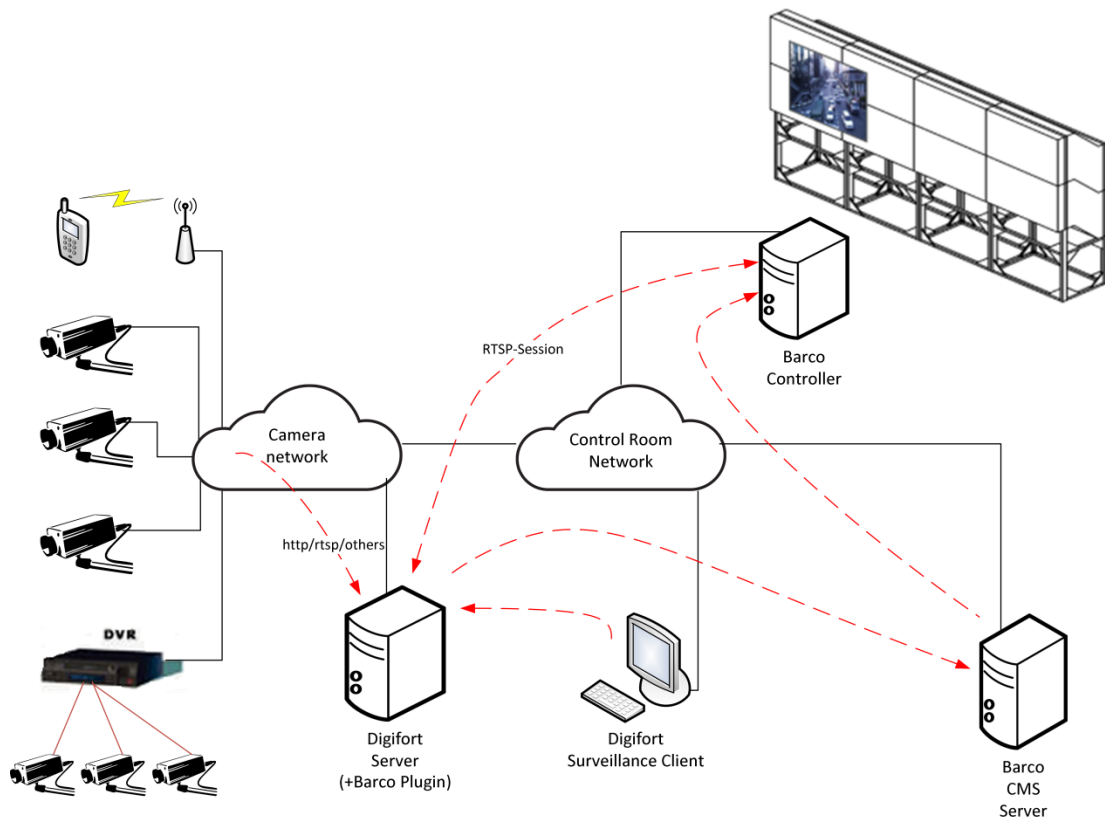 RTSP-Session
Barco
Controller
Camera
network
Control Room
Network
http/rtsp/others
DVR
Digifort
Server
(+Barco Plugin)
Digifort
Surveillance Client
Barco
CMS
Server